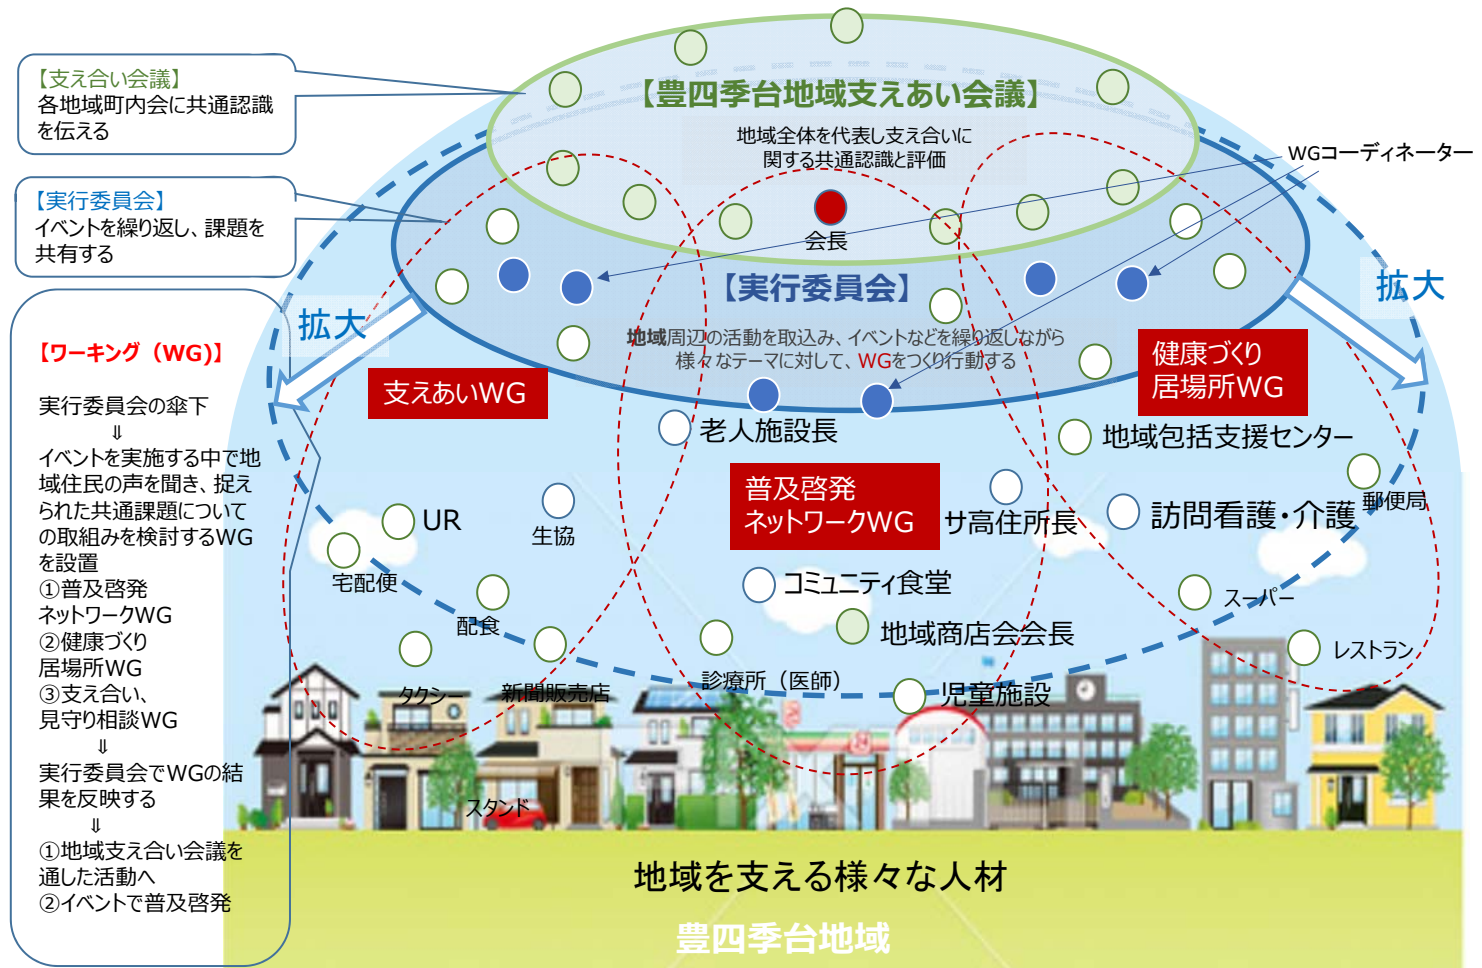 【支え合い会議】
各地域町内会に共通認識
を伝える
【実行委員会】
イベントを繰り返し、課題を
共有する
【ワーキング（WG)】
実行委員会の傘下
⇓
イベントを実施する中で地
域住民の声を聞き、捉え
られた共通課題について
の取組みを検討するWG
を設置
①普及啓発
ネットワークWG
②健康づくり
居場所WG
③支え合い、
見守り相談WG
⇓
実行委員会でWGの結
果を反映する
⇓
①地域支え合い会議を
通した活動へ
②イベントで普及啓発
【豊四季台地域支えあい会議】
地域全体を代表し支え合いに
関する共通認識と評価
会長
WGコーディネーター
【実行委員会】
地域周辺の活動を取込み、イベントなどを繰り返しながら
様々なテーマに対して、WGをつくり行動する
拡大
拡大
支えあいWG
健康づくり
居場所WG
普及啓発
ネットワークWG
老人施設長
地域包括支援センター
郵便局
UR
生協
サ高住所長
訪問看護・介護
宅配便
配食
コミュニティ食堂
スーパー
地域商店会会長
レストラン
タクシー
新聞販売店
診療所（医師）
児童施設
スタンド
地域を支える様々な人材
豊四季台地域